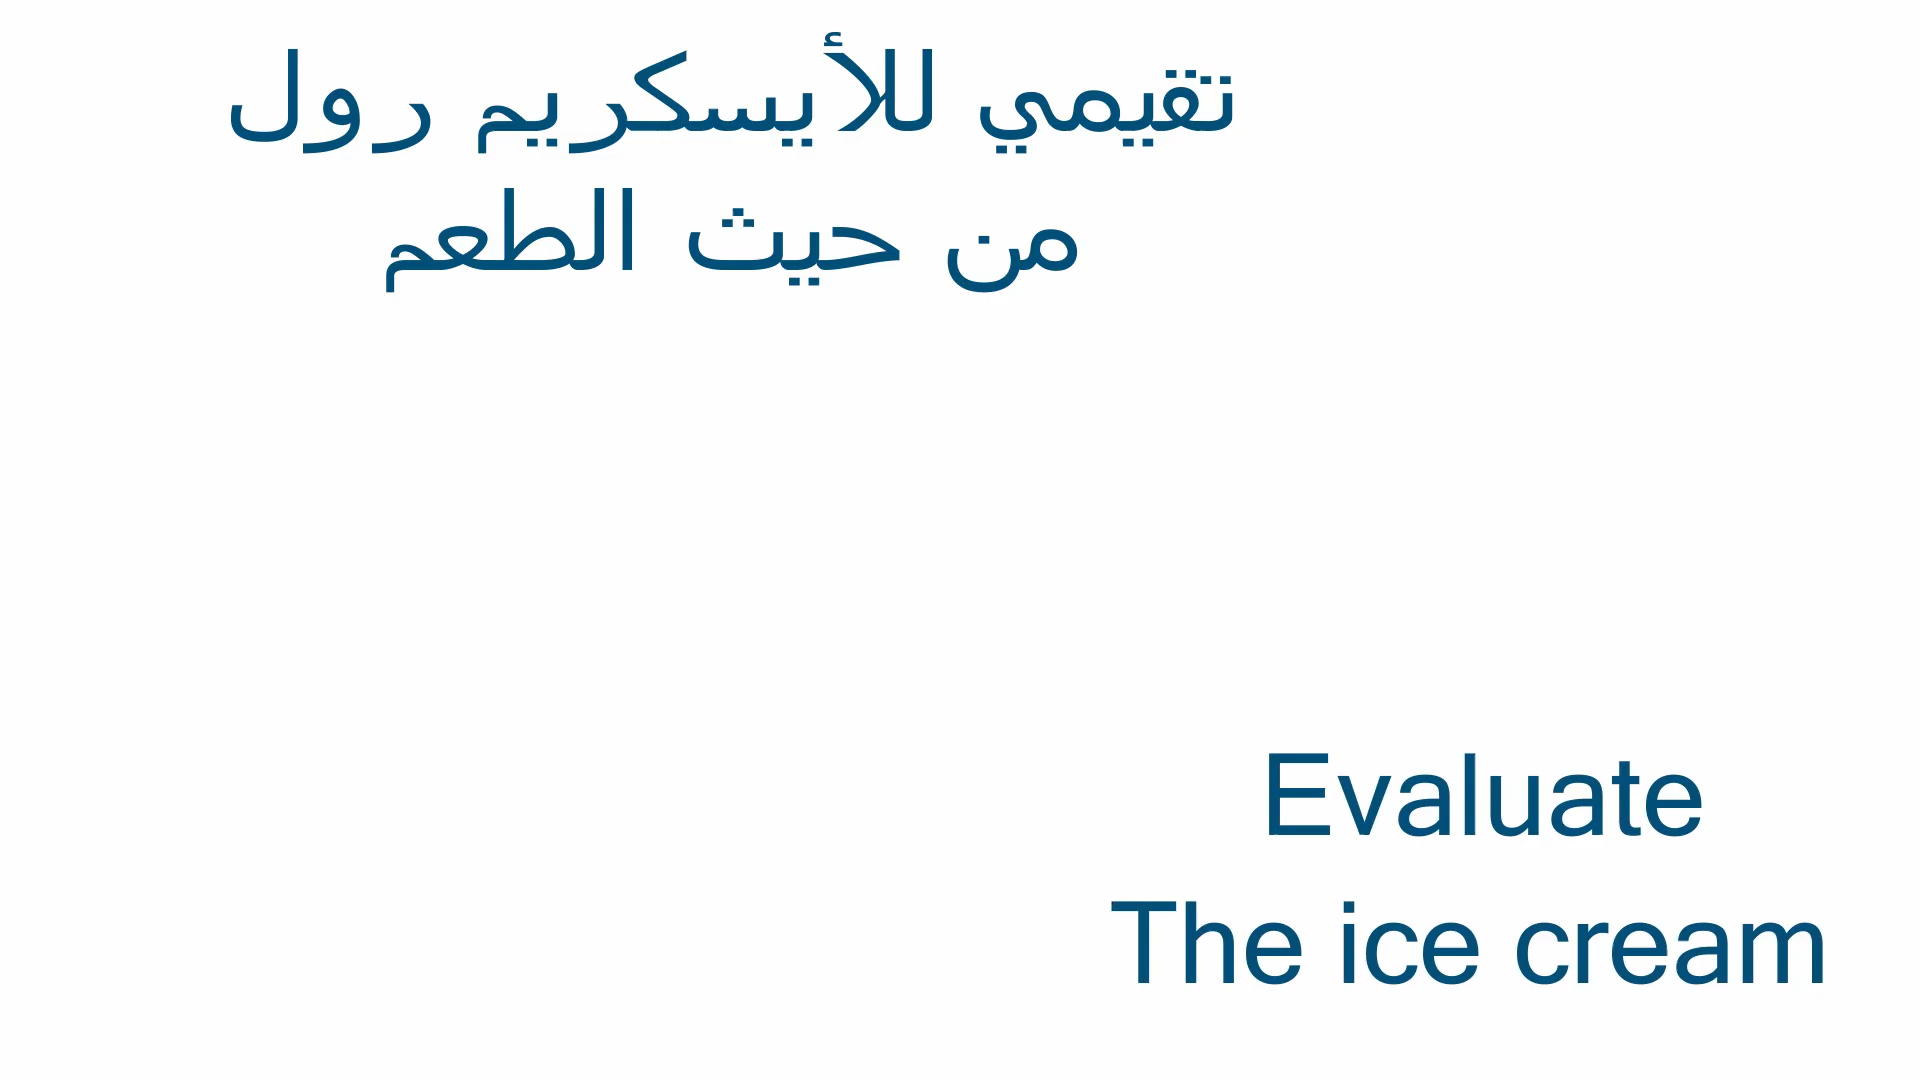 تقيمي للأيسكريم رول
من حيث الطعم
Evaluate
The ice cream